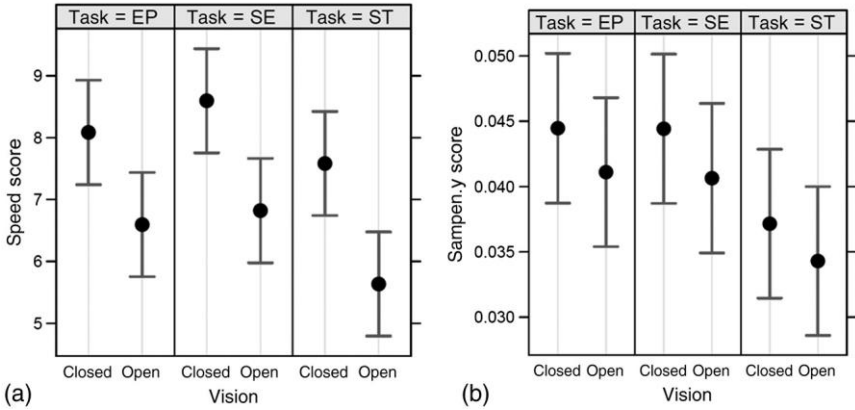 Task = EP Task = SE Task = ST
9
8
7
6
5
Speed score
Closed Open Closed Open Closed Open
Vision
(a)
Task = EP Task = SE Task = ST
0.050
0.045
0.040
0.035
0.030
Sampen.y score
Closed Open Closed Open Closed Open
Vision
(b)